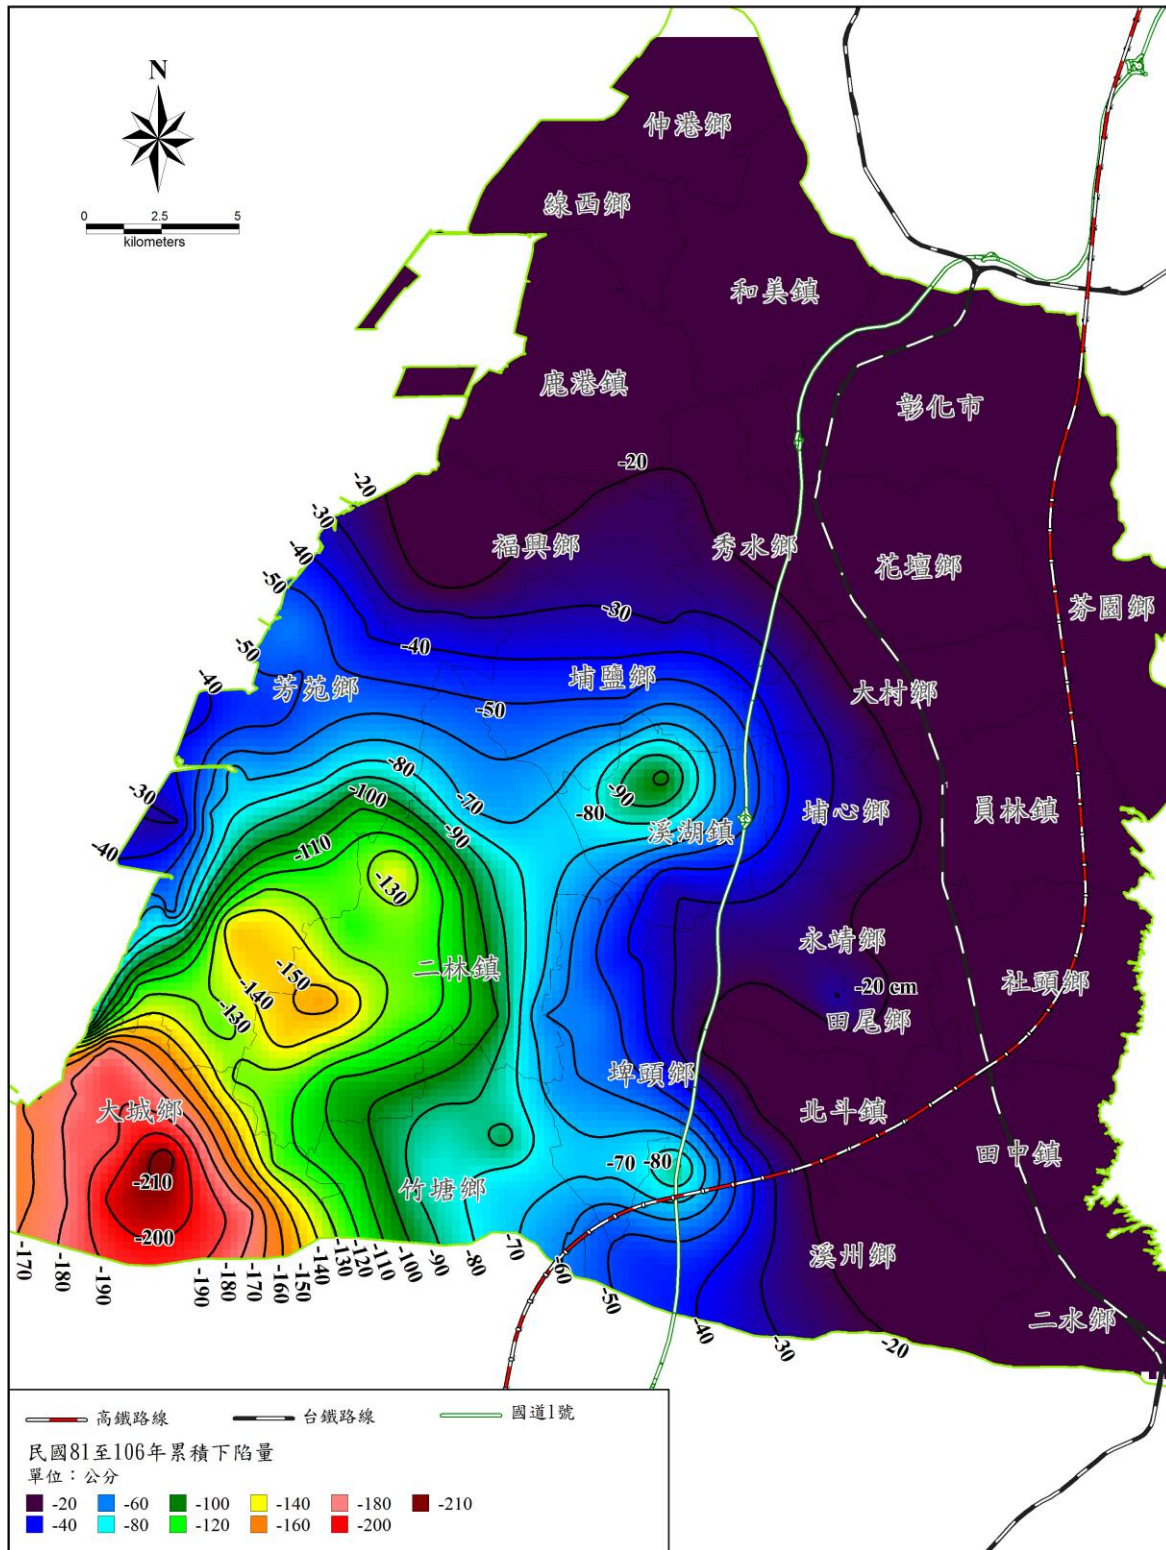 N
0 2.5 5
kilometers
伸港鄉
線西鄉
和美鎮
鹿港鎮
彰化市
-20
-20
-30
福興鄉
秀水鄉
花壇鄉
-40
-50
芬園鄉
-30
-40
-50
埔鹽鄉
芳苑鄉
大村鄉
-40
-50
-80
-100
-70
-90
-30
-80
埔心鄉
員林鎮
溪湖鎮
-90
-110
-40
-130
永靖鄉
二林鎮
-150
-140
社頭鄉
-20 cm
-130
田尾鄉
埤頭鄉
大城鄉
北斗鎮
田中鎮
-70
-80
-210
竹塘鄉
-200
溪州鄉
-170
-180
-190
-190
-180
-170
-160
-150
-140
-130
-120
-110
-100
-90
-80
-70
-60
-50
-40
-30
-20
二水鄉
高鐵路線 台鐵路線 國道1號
民國81至106年累積下陷量
單位：公分
-20 -60 -100 -140 -180 -210
-40 -80 -120 -160 -200